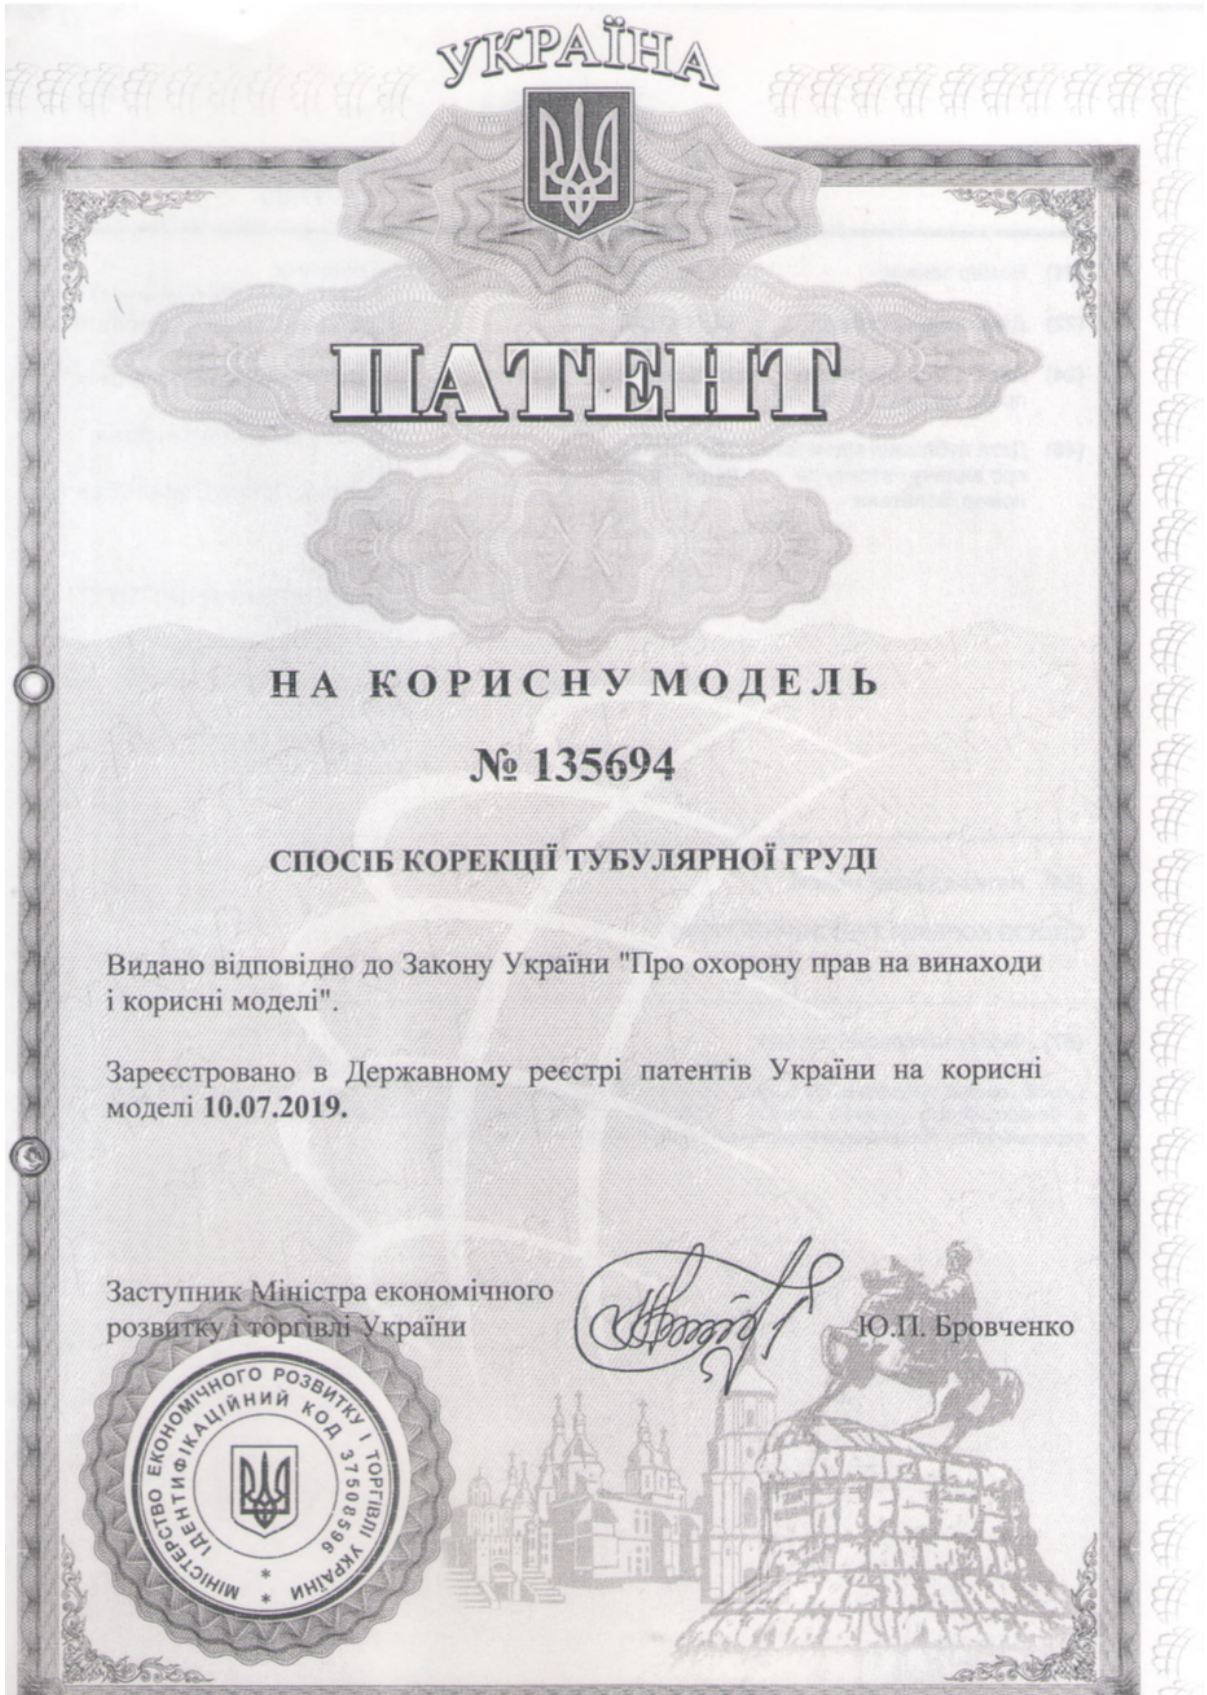 УКРАЇНА
ПАТЕНТ
НА КОРИСНУ МОДЕЛЬ
№ 135694
СПОСІБ КОРЕКЦІЇ ТУБУЛЯРНОЇ ГРУДІ
Видано відповідно до Закону України "Про охорону прав на винаходи
і корисні моделі".
Зареєстровано в Державному реєстрі патентів України на корисні
моделі 10.07.2019.
Заступник Міністра економічного
розвитку і торгівлі України
Ю.П. Бровченко
МІНІСТЕРСТВО ЕКОНОМІЧНОГО РОЗВИТКУ І ТОРГІВЛІ УКРАЇНИ
ІДЕНТИФІКАЦІЙНИЙ КОД 37508596